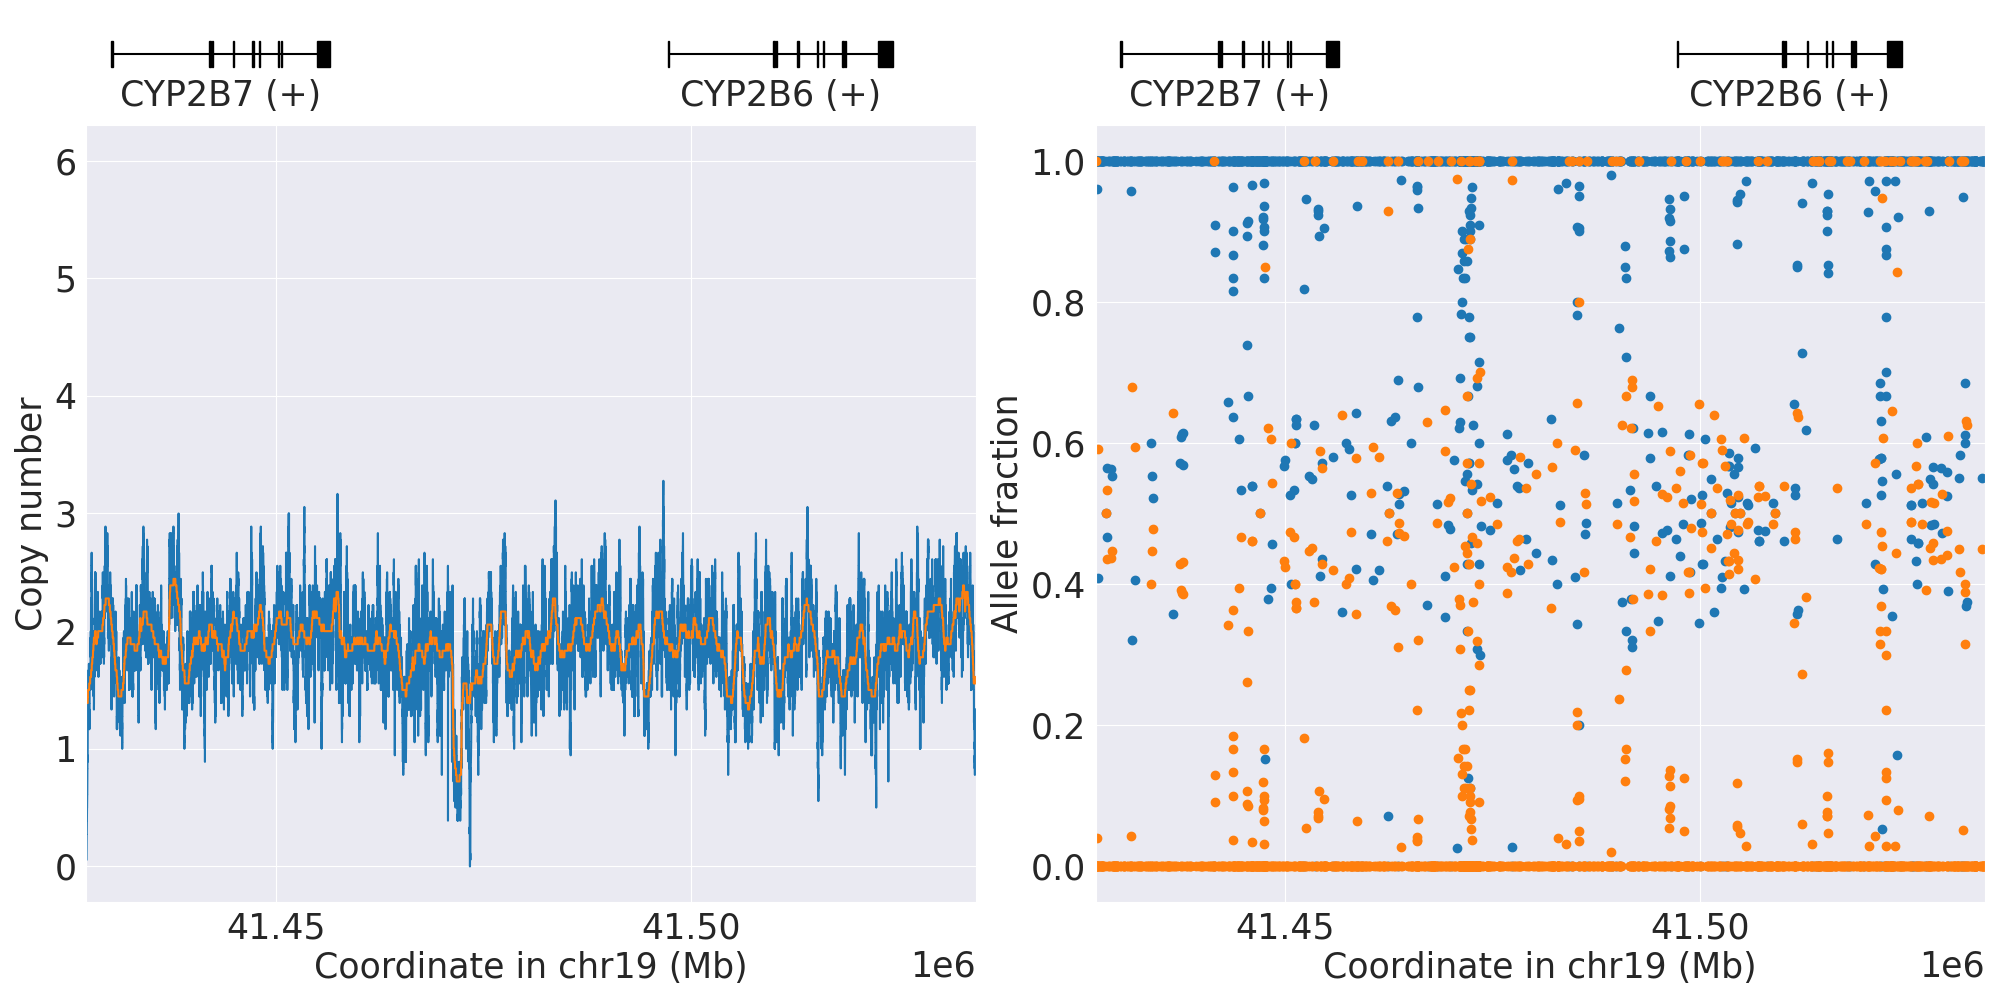 CYP2B7 (+)
CYP2B6 (+)
CYP2B7 (+)
CYP2B6 (+)
6
5
4
3
2
1
0
Copy number
41.45
41.50
Coordinate in chr19 (Mb)
1e6
1.0
0.8
0.6
0.4
0.2
0.0
Allele fraction
41.45
41.50
Coordinate in chr19 (Mb)
1e6